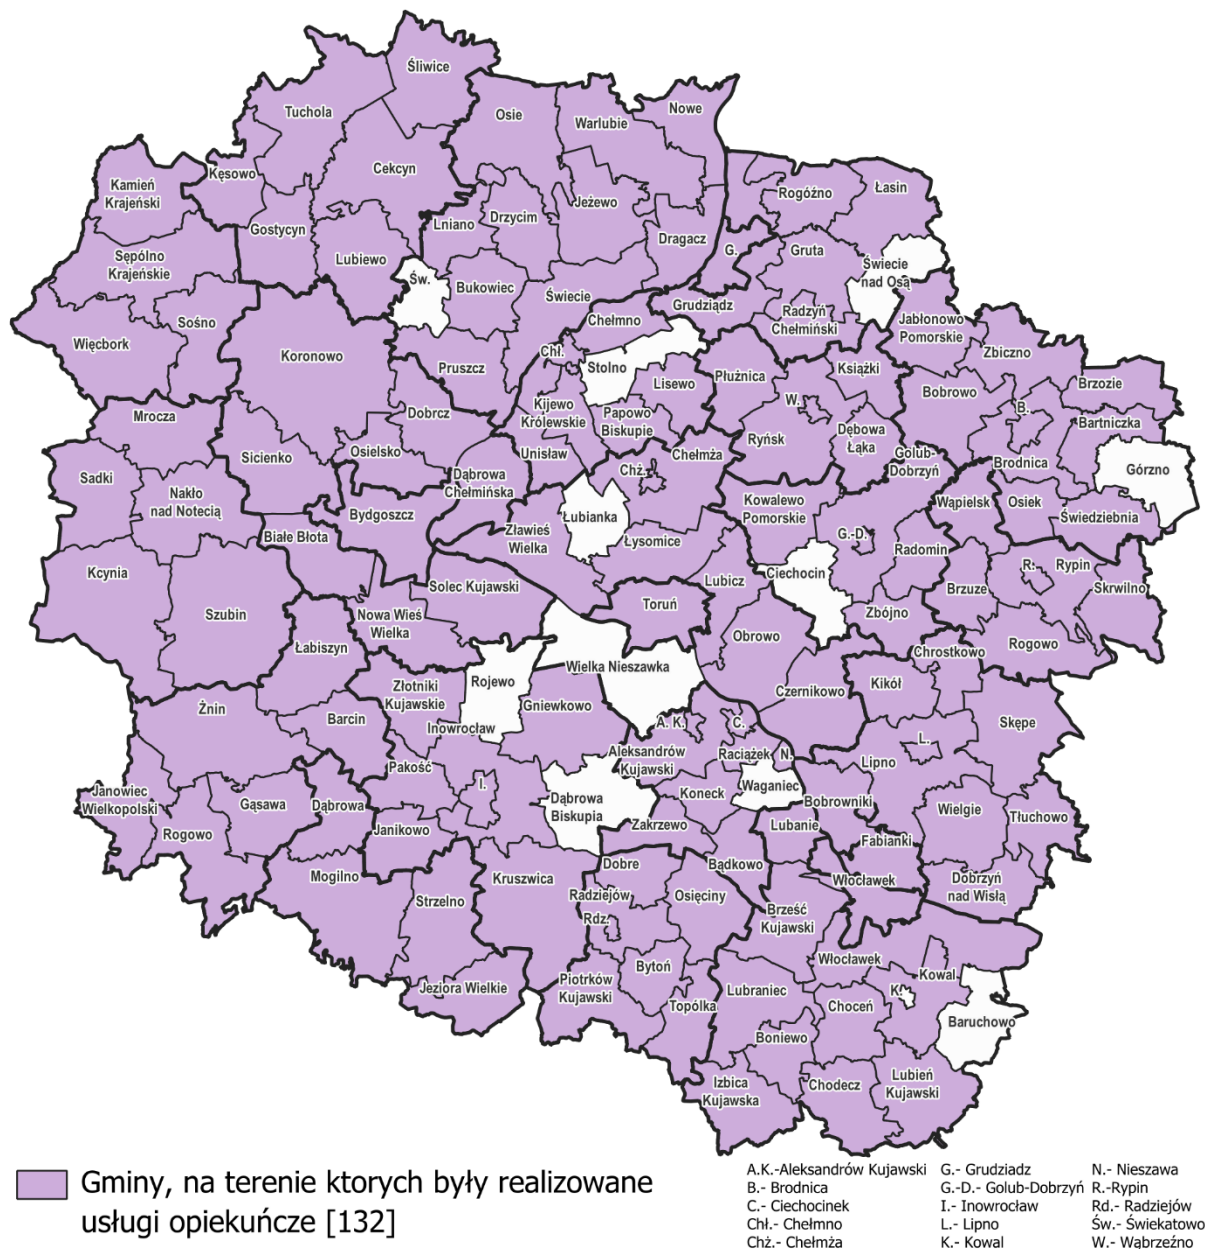 Śliwice
Tuchola
Osie
Warlubie
Nowe
Cekcyn
Kęsowo
Kamień
Krajeński
Rogóźno
Łasin
Jeżewo
Drzycim
Lniano
Gostycyn
Dragacz
G.
Gruta
Sępólno
Krajeńskie
Lubiewo
Św.
Bukowiec
Świecie
Świecie
nad Osą
Grudziądz
Radzyń
Chełmiński
Chełmno
Jabłonowo
Pomorskie
Sośno
Więcbork
Koronowo
Pruszcz
Chł.
Stolno
Lisewo
Płużnica
Książki
Zbiczno
Bobrowo
Brzozie
Mrocza
Dobrcz
Kijewo
Królewskie
Papowo
Biskupie
W.
B.
Bartniczka
Ryńsk
Dębowa
Łąka
Golub-
Dobrzyń
Brodnica
Górzno
Sadki
Sicienko
Osielsko
Unisław
Chełmża
Chż.
Nakło
nad Notecią
Dąbrowa
Chełmińska
Bydgoszcz
Kowalewo
Pomorskie
Wąpielsk
Osiek
Świedziebnia
Białe Błota
Zławieś
Wielka
Łubianka
Łysomice
G.-D.
Radomin
Kcynia
Szubin
Solec Kujawski
Lubicz
Ciechocin
Brzuze
R.
Rypin
Skrwilno
Toruń
Nowa Wieś
Wielka
Zbójno
Obrowo
Rogowo
Łabiszyn
Chrostkowo
Wielka Nieszawka
Rojewo
Złotniki
Kujawskie
Kikół
Czernikowo
Żnin
Barcin
Gniewkowo
Inowrocław
A. K.
C.
Skępe
L.
Aleksandrów
Kujawski
Raciążek
N.
Lipno
Pakość
I.
Waganiec
Janowiec
Wielkopolski
Gąsawa
Dąbrowa
Dąbrowa
Biskupia
Koneck
Bobrowniki
Wielgie
Tłuchowo
Rogowo
Janikowo
Zakrzewo
Lubanie
Fabianki
Mogilno
Kruszwica
Dobre
Bądkowo
Włocławek
Dobrzyń
nad Wisłą
Strzelno
Radziejów
Osięciny
Rdz.
Brześć
Kujawski
Włocławek
Kowal
Bytoń
Piotrków
Kujawski
Jeziora Wielkie
Lubraniec
K.
Topólka
Choceń
Baruchowo
Boniewo
Izbica
Kujawska
Chodecz
Lubień
Kujawski
Gminy, na terenie ktorych były realizowane
usługi opiekuńcze [132]
A.K.-Aleksandrów Kujawski
B.- Brodnica
C.- Ciechocinek
Chł.- Chełmno
Chż.- Chełmża
G.- Grudziadz
G.-D.- Golub-Dobrzyń
I.- Inowrocław
L.- Lipno
K.- Kowal
N.- Nieszawa
R.-Rypin
Rd.- Radziejów
Św.- Świekatowo
W.- Wąbrzeźno